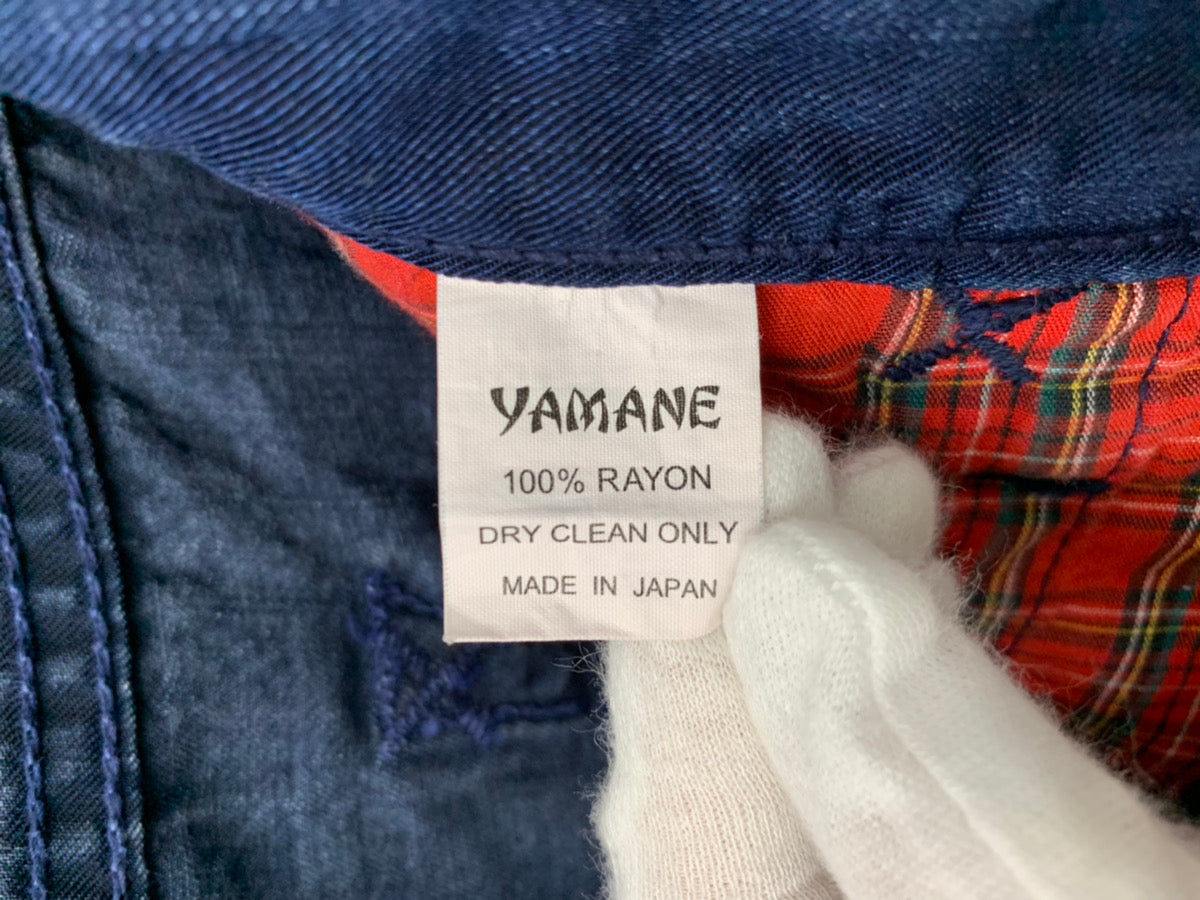 YAMANE
100% RAYON
DRY CLEAN ONLY
MADE IN JAPAN